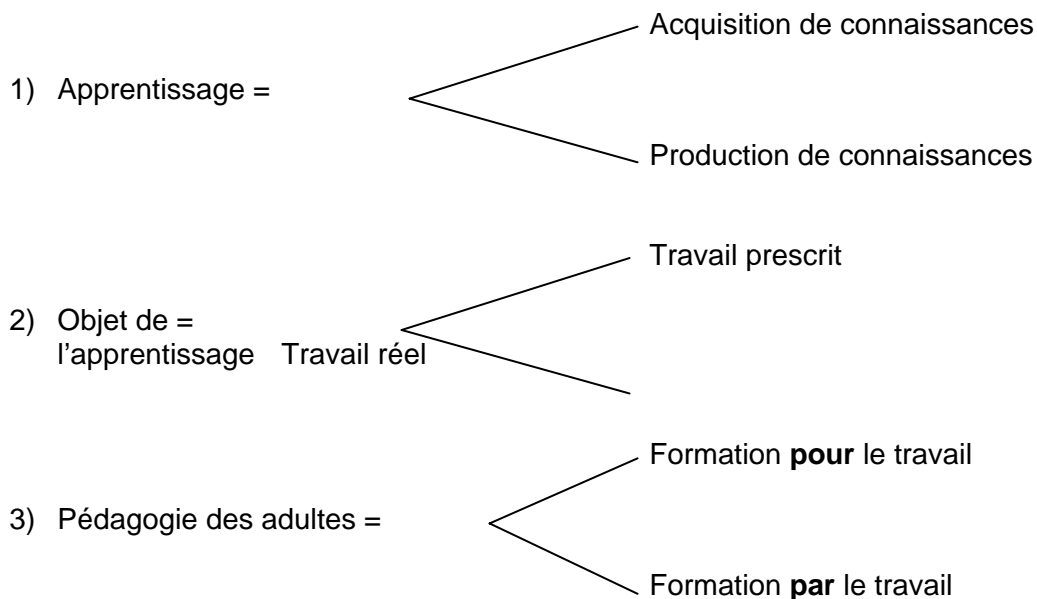 Acquisition de connaissances
1) Apprentissage =
Production de connaissances
Travail prescrit
2) Objet de =
l'apprentissage Travail réel
Formation pour le travail
3) Pédagogie des adultes =
Formation par le travail